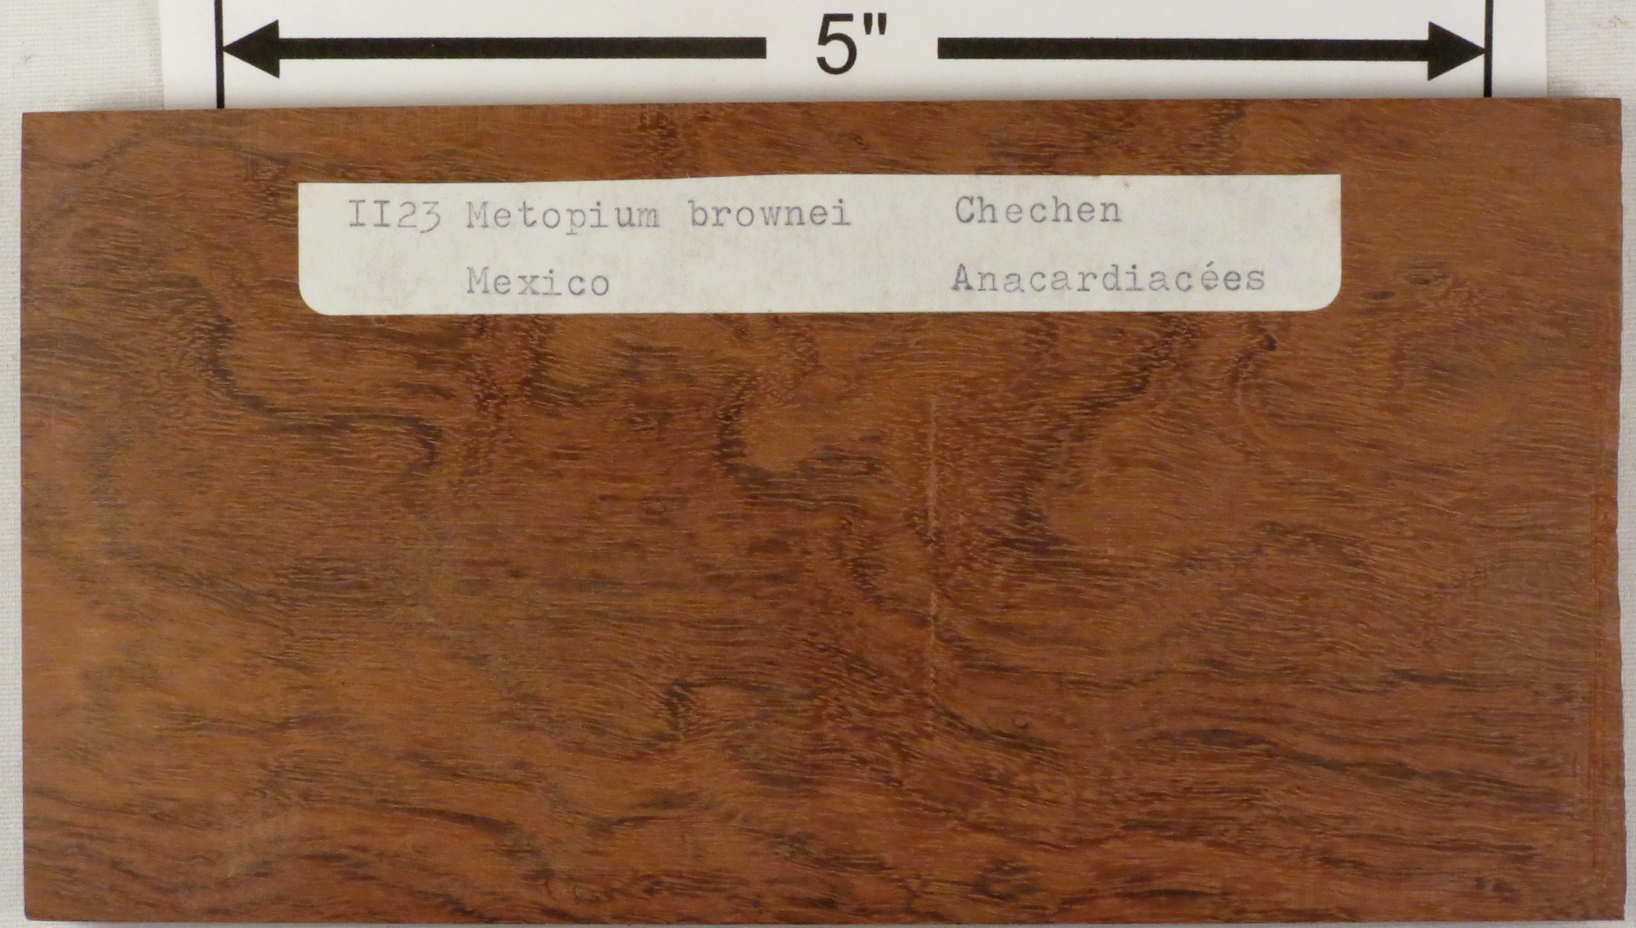 5"
II23 Metopium brownei Chechen
Mexico Anacardiacées